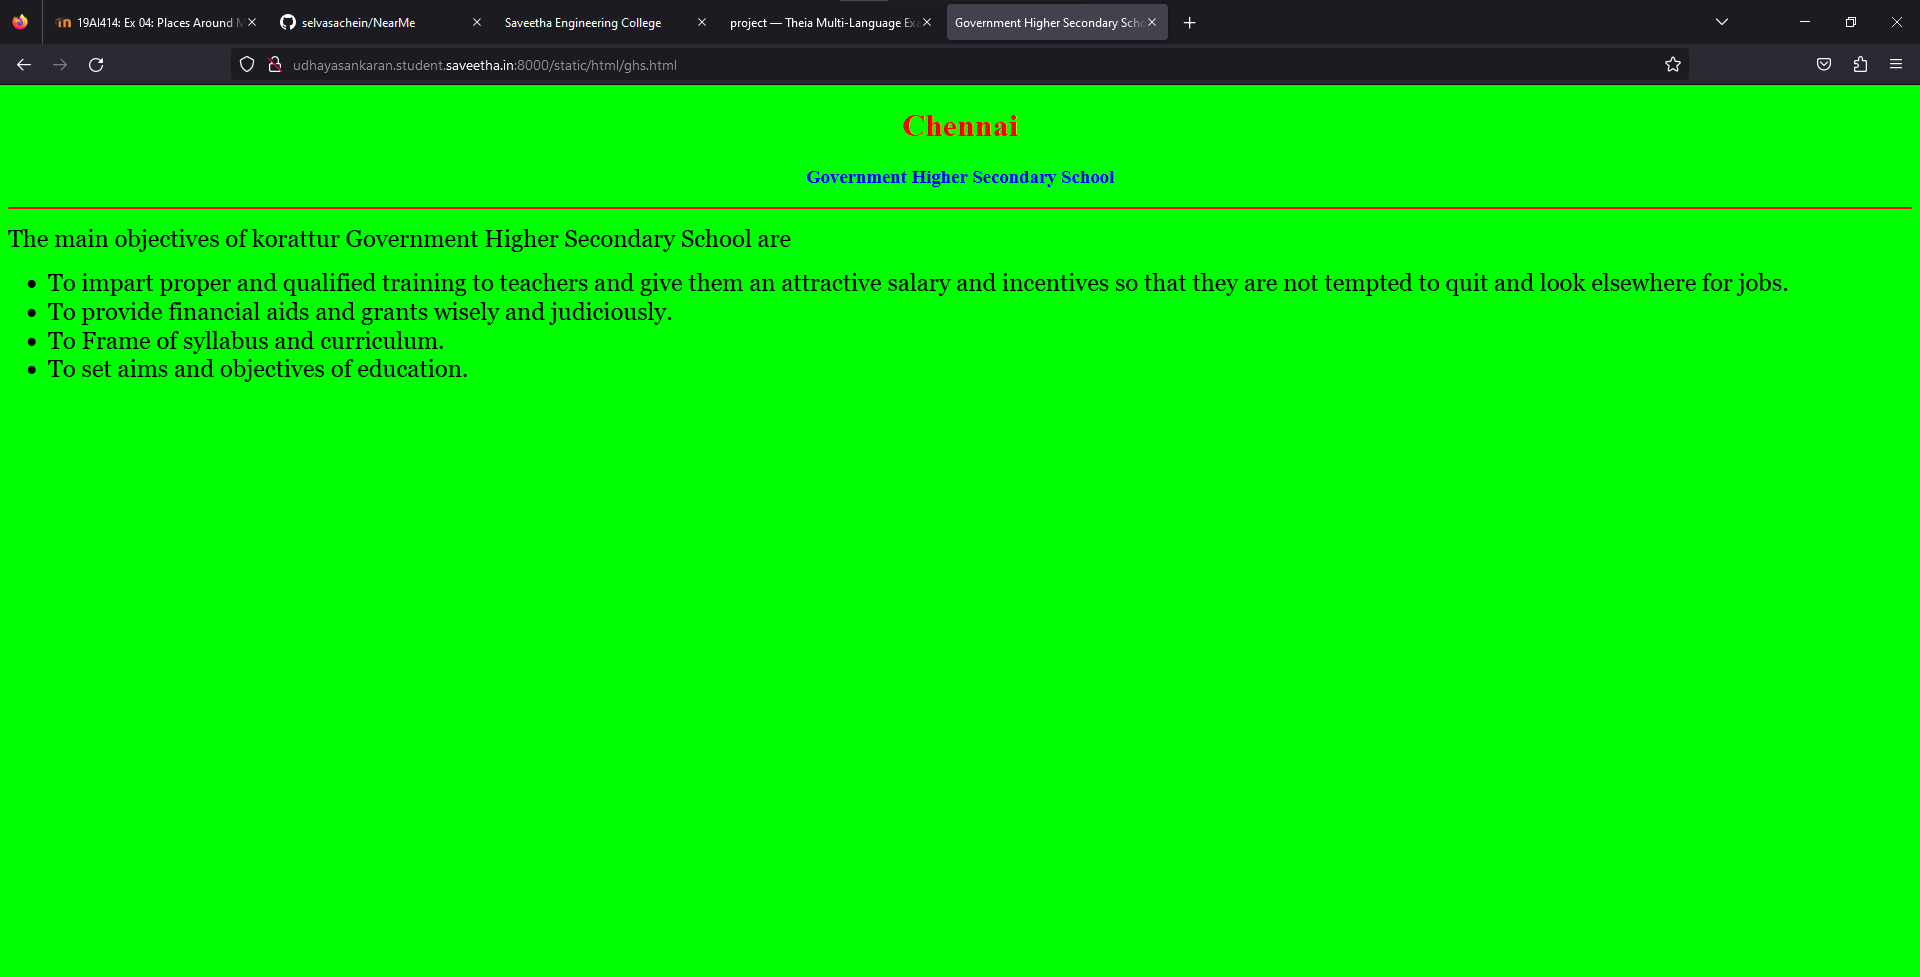 19AI414: Ex 04: Places Around M
selvasachein/NearMe
Saveetha Engineering College
project — Theia Multi-Language Exa
Government Higher Secondary Scho
udhayasankaran.student.saveetha.in:8000/static/html/ghs.html
Chennai
Government Higher Secondary School
The main objectives of korattur Government Higher Secondary School are
• To impart proper and qualified training to teachers and give them an attractive salary and incentives so that they are not tempted to quit and look elsewhere for jobs.
• To provide financial aids and grants wisely and judiciously.
• To Frame of syllabus and curriculum.
• To set aims and objectives of education.